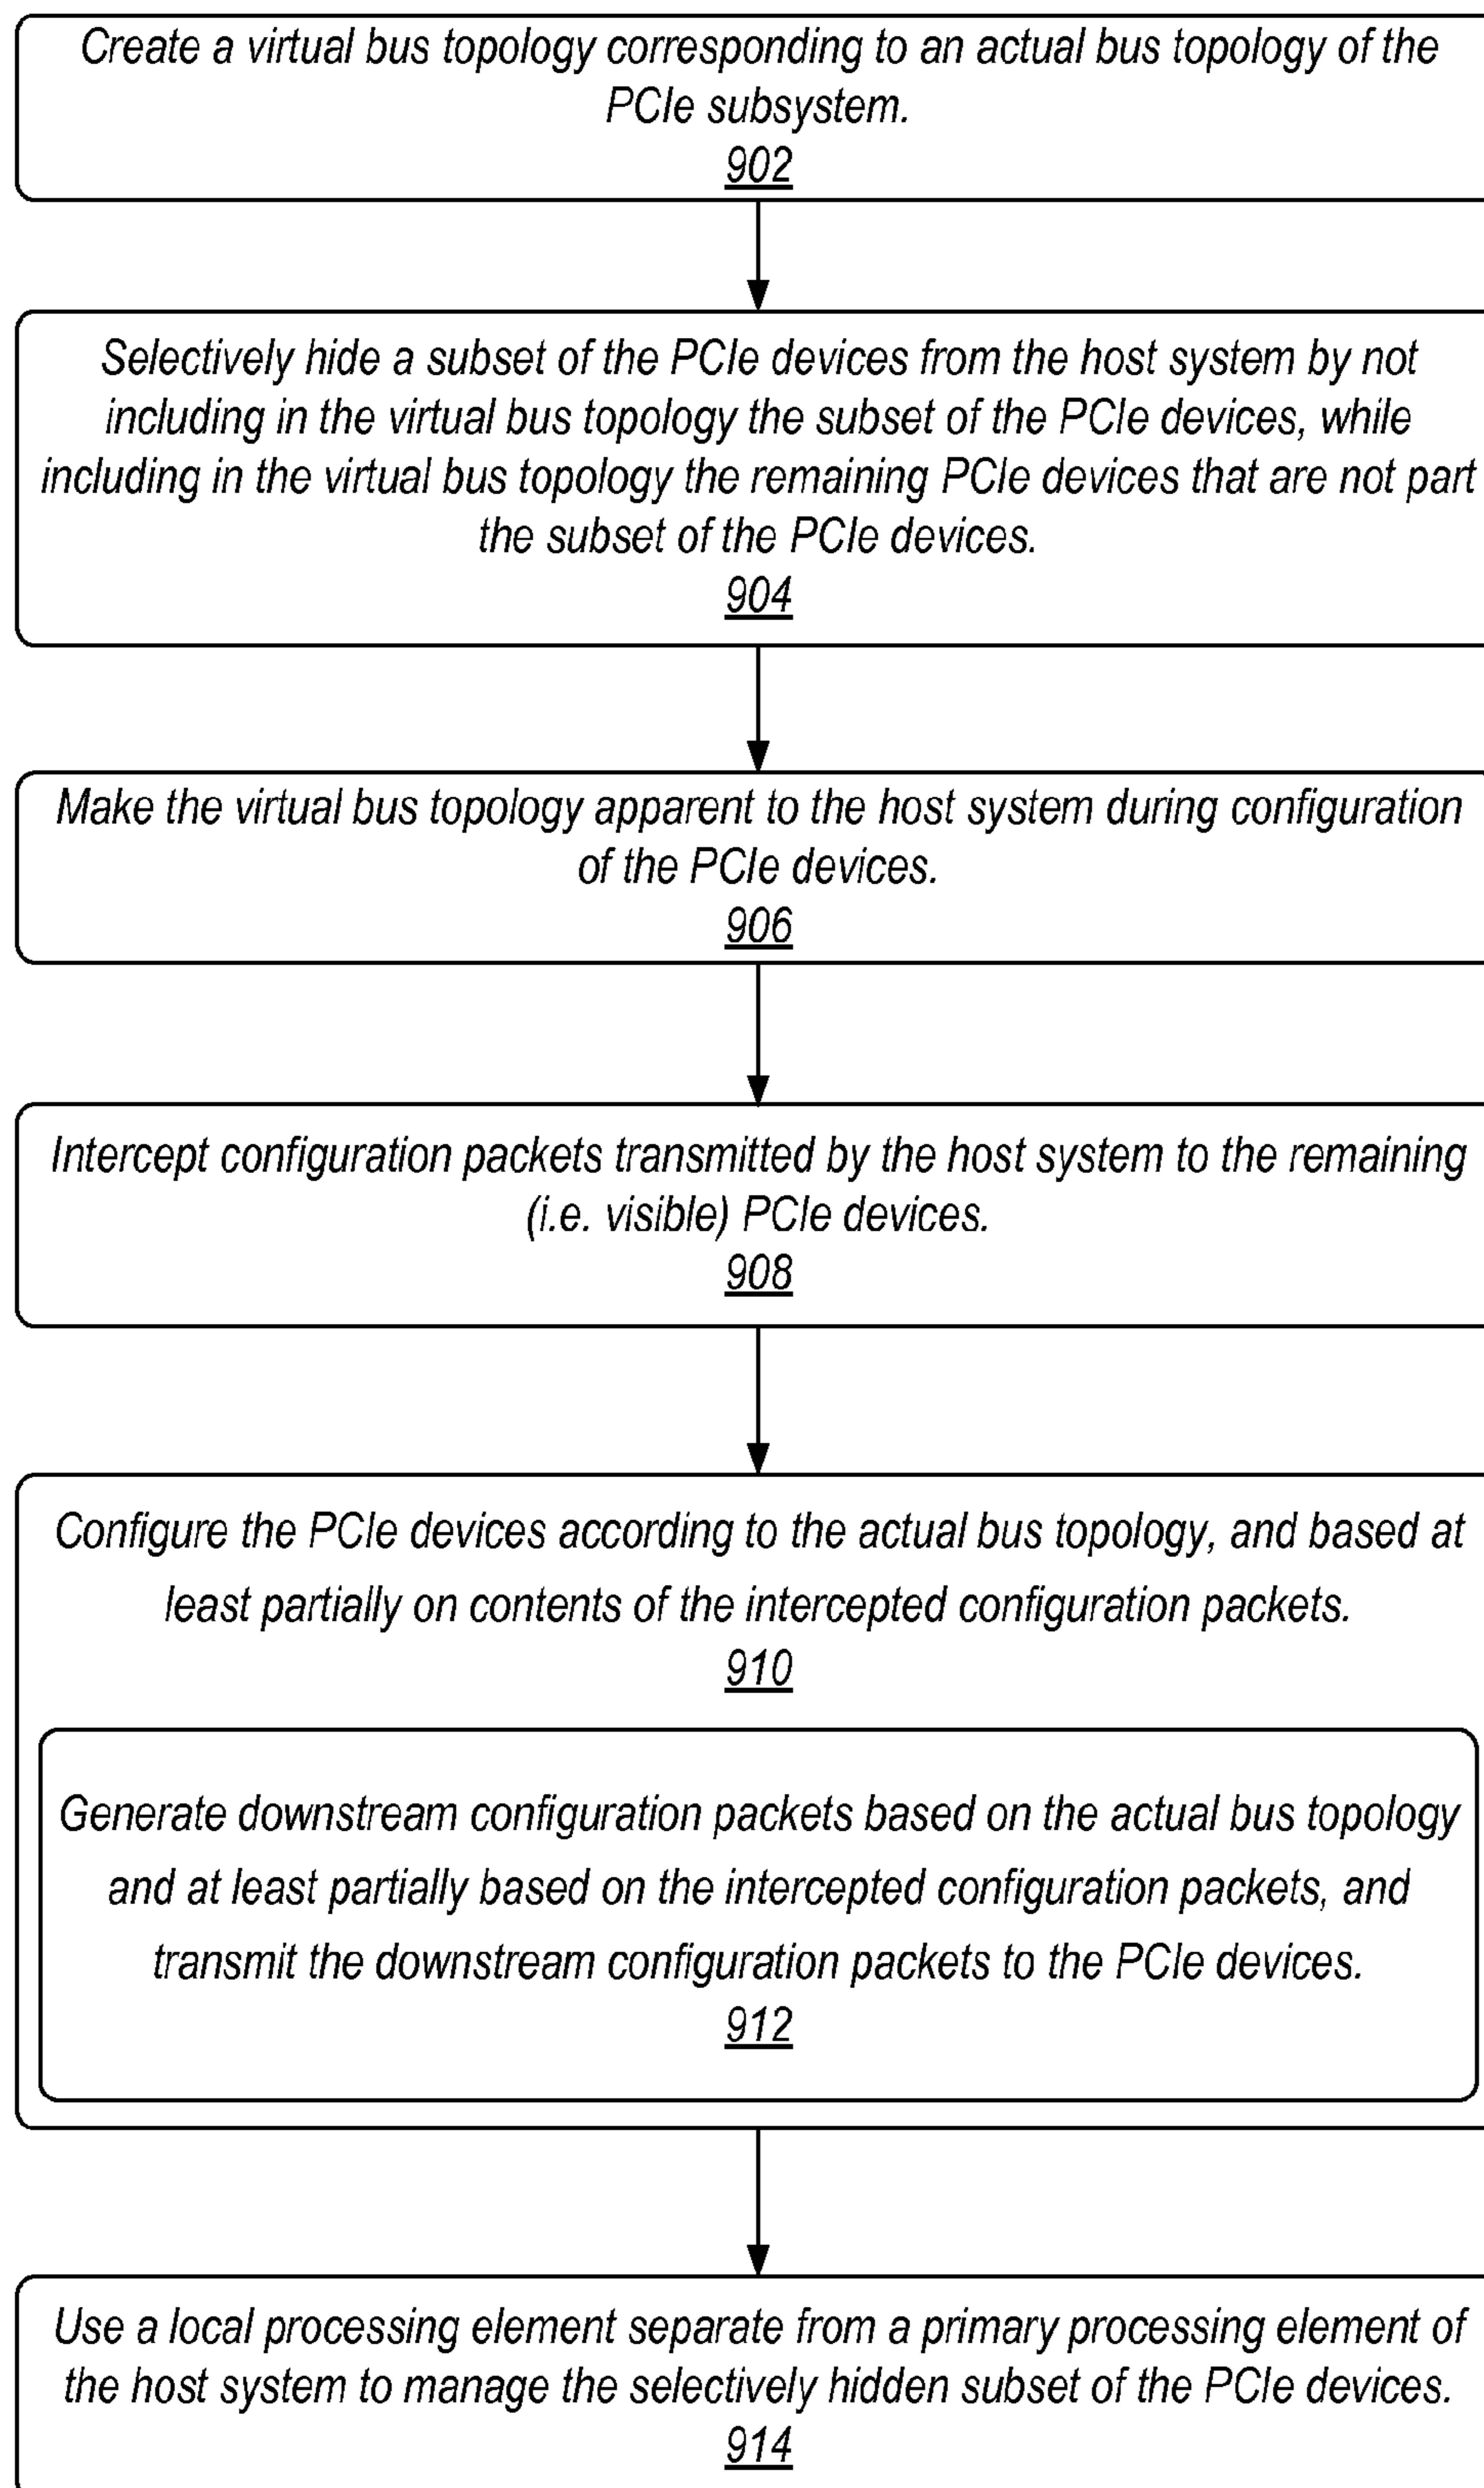 Create a virtual bus topology corresponding to an actual bus topology of the
PCIe subsystem.
902
Selectively hide a subset of the PCIe devices from the host system by not
including in the virtual bus topology the subset of the PCIe devices, while
including in the virtual bus topology the remaining PCIe devices that are not part
the subset of the PCIe devices.
904
Make the virtual bus topology apparent to the host system during configuration
of the PCIe devices.
906
Intercept configuration packets transmitted by the host system to the remaining
(i.e. visible) PCIe devices.
908
Configure the PCIe devices according to the actual bus topology, and based at
least partially on contents of the intercepted configuration packets.
910
Generate downstream configuration packets based on the actual bus topology
and at least partially based on the intercepted configuration packets, and
transmit the downstream configuration packets to the PCIe devices.
912
Use a local processing element separate from a primary processing element of
the host system to manage the selectively hidden subset of the PCIe devices.
914